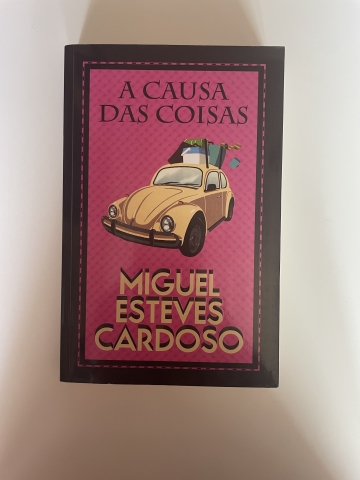 A CAUSA
DAS COISAS
MIGUEL
ESTEVES
CARDOSO